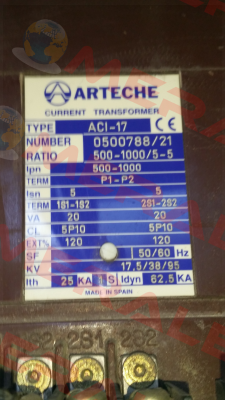 ARTECHE
CURRENT TRANSFORMER
TYPE ACI-17 CE
NUMBER 0500788/21
RATIO 500-1000/5-5
Ipn 500-1000
TERM P1-P2
Isn 5 5
TERM 1S1-1S2 2S1-2S2
VA 20 20
CL 5P10 5P10
EXT% 120 120
SF 50/60 Hz
KV 17,5/38/95
Ith 25 KA 1 S Idyn 62.5 KA
MADE IN SPAIN
2S1 2S2